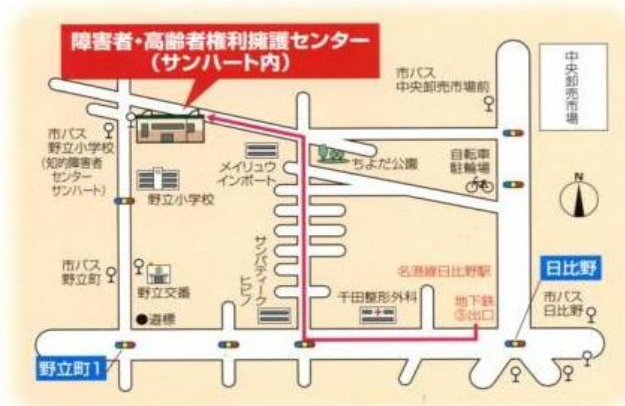 障害者・高齢者権利擁護センター
（サンハート内）
市バス
中央卸売市場前
中央卸売市場
市バス
野立小学校
（知的障害者
センター
サンハート）
メイリュウ
インポート
ちよだ公園
自転車
駐輪場
N
野立小学校
サンパティーク
ヒビノ
市バス
野立町
野立交番
●道標
名港線日比野駅
千田整形外科
地下鉄
③出口
日比野
市バス
日比野
野立町1